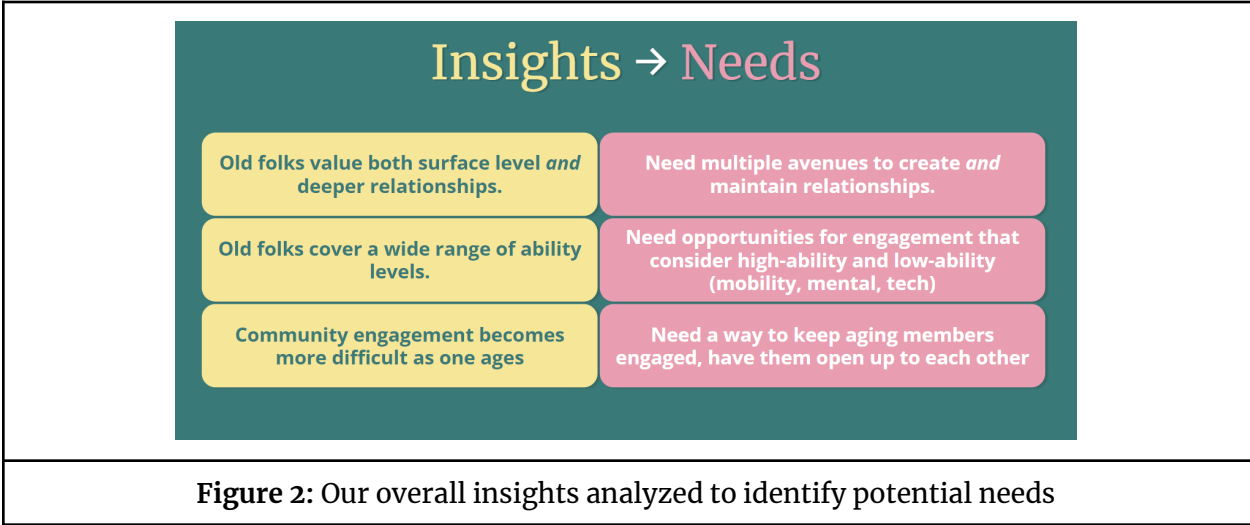 Insights → Needs
Old folks value both surface level and
deeper relationships.
Need multiple avenues to create and
maintain relationships.
Old folks cover a wide range of ability
levels.
Need opportunities for engagement that
consider high-ability and low-ability
(mobility, mental, tech)
Community engagement becomes
more difficult as one ages
Need a way to keep aging members
engaged, have them open up to each other
Figure 2: Our overall insights analyzed to identify potential needs